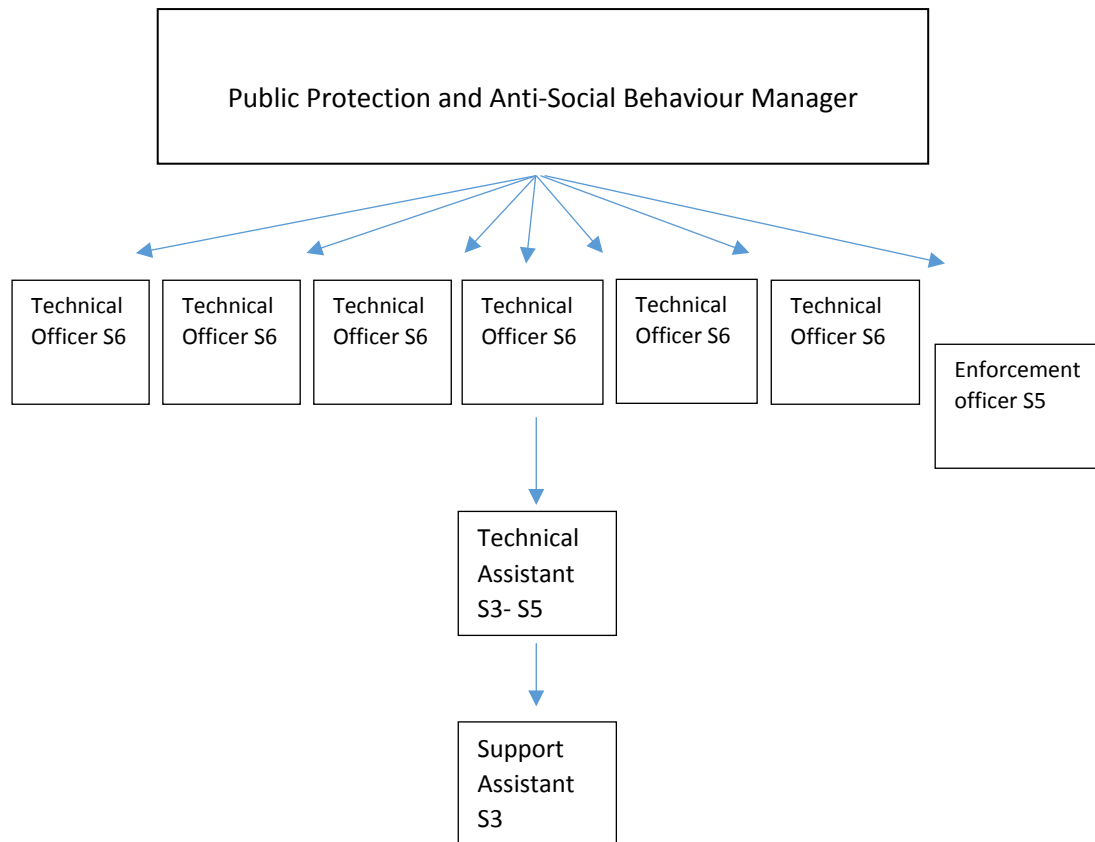 Public Protection and Anti-Social Behaviour Manager
Technical
Officer S6
Technical
Officer S6
Technical
Officer S6
Technical
Officer S6
Technical
Officer S6
Technical
Officer S6
Enforcement
officer S5
Technical
Assistant
S3- S5
Support
Assistant
S3